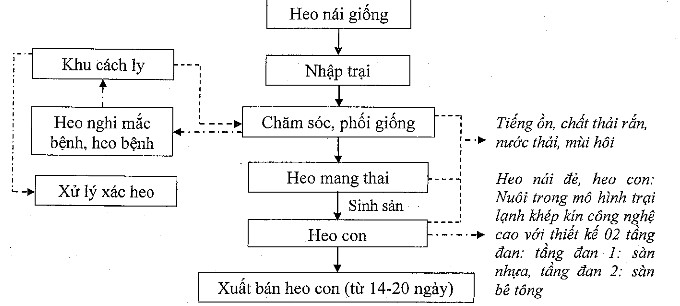 Heo nái giống
Khu cách ly
Nhập trại
Heo nghi mắc
bệnh, heo bệnh
Chăm sóc, phối giống
Tiếng ồn, chất thải rắn,
nước thải, mùi hôi
Xử lý xác heo
Heo mang thai
Sinh sản
Heo con
Heo nái đẻ, heo con:
Nuôi trong mô hình trại
lạnh khép kín công nghệ
cao với thiết kế 02 tầng
đan: tầng đan 1: sàn
nhựa, tầng đan 2: sàn
bê tông
Xuất bán heo con (từ 14-20 ngày)